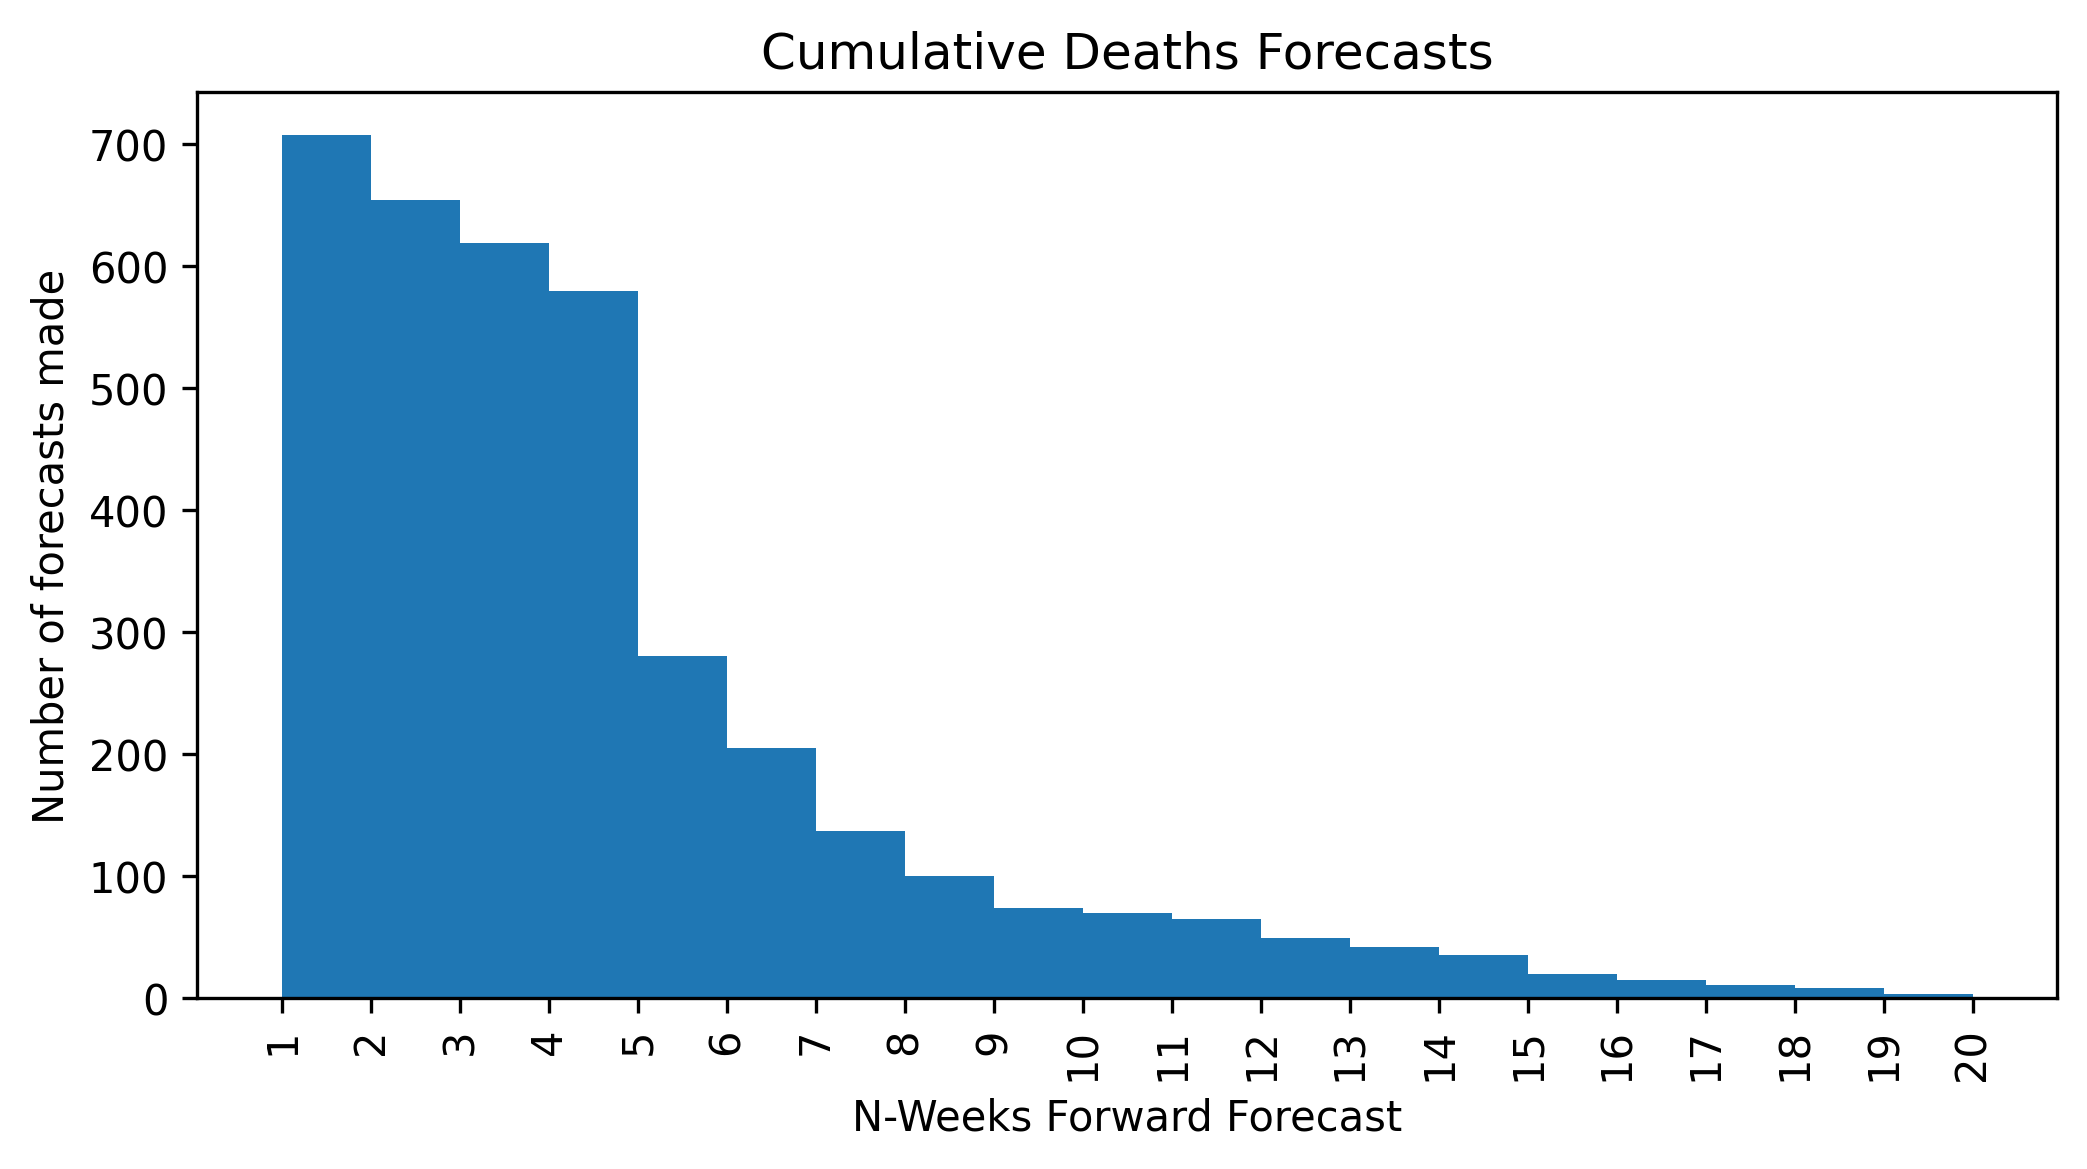 Cumulative Deaths Forecasts
Number of forecasts made
700
600
500
400
300
200
100
0
1 2 3 4 5 6 7 8 9 10 11 12 13 14 15 16 17 18 19 20
N-Weeks Forward Forecast